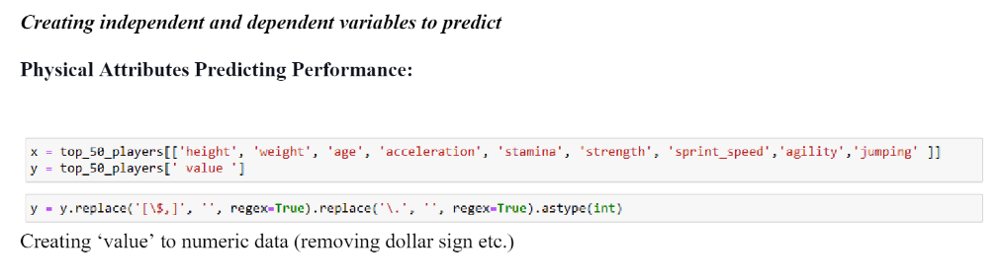 Creating independent and dependent variables to predict
Physical Attributes Predicting Performance:
x = top_50_players[['height', 'weight', 'age', 'acceleration', 'stamina', 'strength', 'sprint_speed','agility','jumping' ]]
y = top_50_players[' value ']
y = y.replace('[\$,]', '', regex=True).replace('\.', '', regex=True).astype(int)
Creating ‘value’ to numeric data (removing dollar sign etc.)